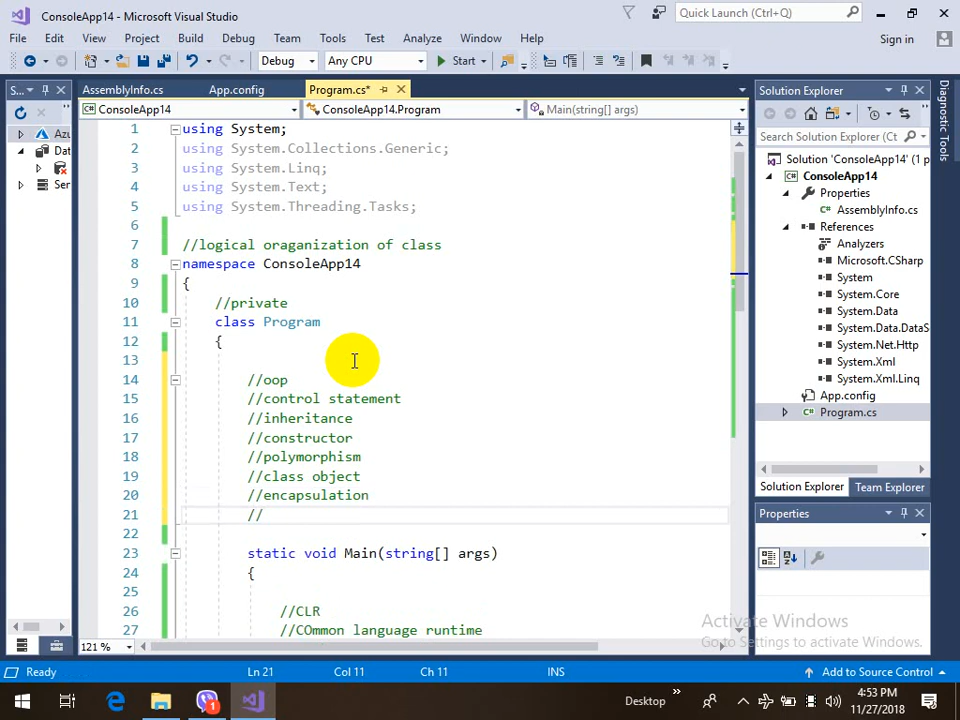 ConsoleApp14 - Microsoft Visual Studio
Quick Launch (Ctrl+Q)
File Edit View Project Build Debug Team Tools Test Analyze Window Help Sign in
Debug Any CPU Start
S... AssemblyInfo.cs App.config Program.cs* Solution Explorer
ConsoleApp14 ConsoleApp14.Program Main(string[] args)
Search Solution Explorer (Ct
Diagnostic Tools
Azu
Dat
Ser
1 using System;
2 using System.Collections.Generic;
3 using System.Linq;
4 using System.Text;
5 using System.Threading.Tasks;
6
7 //logical oraganization of class
8 namespace ConsoleApp14
9 {
10 //private
11 class Program
12 {
13
14 //oop
15 //control statement
16 //inheritance
17 //constructor
18 //polymorphism
19 //class object
20 //encapsulation
21 //
22
23 static void Main(string[] args)
24 {
25
26 //CLR
27 //COmmon language runtime
Solution 'ConsoleApp14' (1 p
ConsoleApp14
Properties
AssemblyInfo.cs
References
Analyzers
Microsoft.CSharp
System
System.Core
System.Data
System.Data.DataS
System.Net.Http
System.Xml
System.Xml.Linq
App.config
Program.cs
Solution Explorer Team Explorer
Properties
Activate Windows
Go to Settings to activate Windows.
121 %
Ready Ln 21 Col 11 Ch 11 INS Add to Source Control
1
Desktop
4:53 PM
11/27/2018